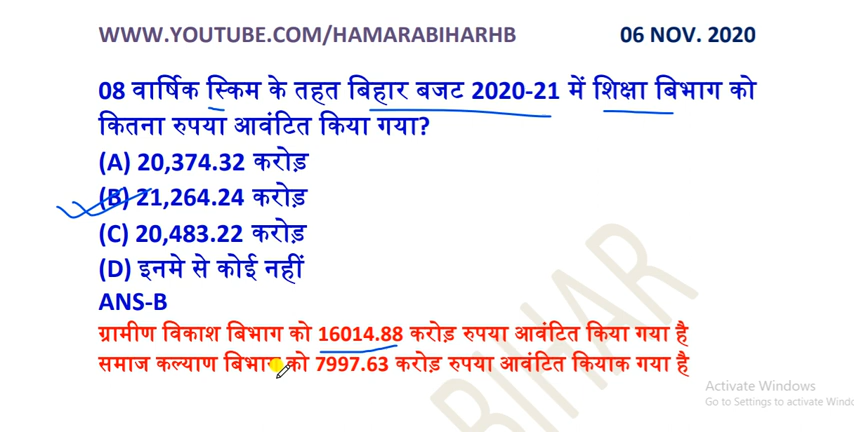 WWW.YOUTUBE.COM/HAMARABIHARHB 06 NOV. 2020
08 वार्षिक स्किम के तहत बिहार बजट 2020-21 में शिक्षा बिभाग को
कितना रुपया आवंटित किया गया?
(A) 20,374.32 करोड़
(B) 21,264.24 करोड़
(C) 20,483.22 करोड़
(D) इनमे से कोई नहीं
ANS-B
ग्रामीण विकाश बिभाग को 16014.88 करोड़ रुपया आवंटित किया गया है
समाज कल्याण बिभाग को 7997.63 करोड़ रुपया आवंटित कियाक गया है
BIHAR
Activate Windows
Go to Settings to activate Windo